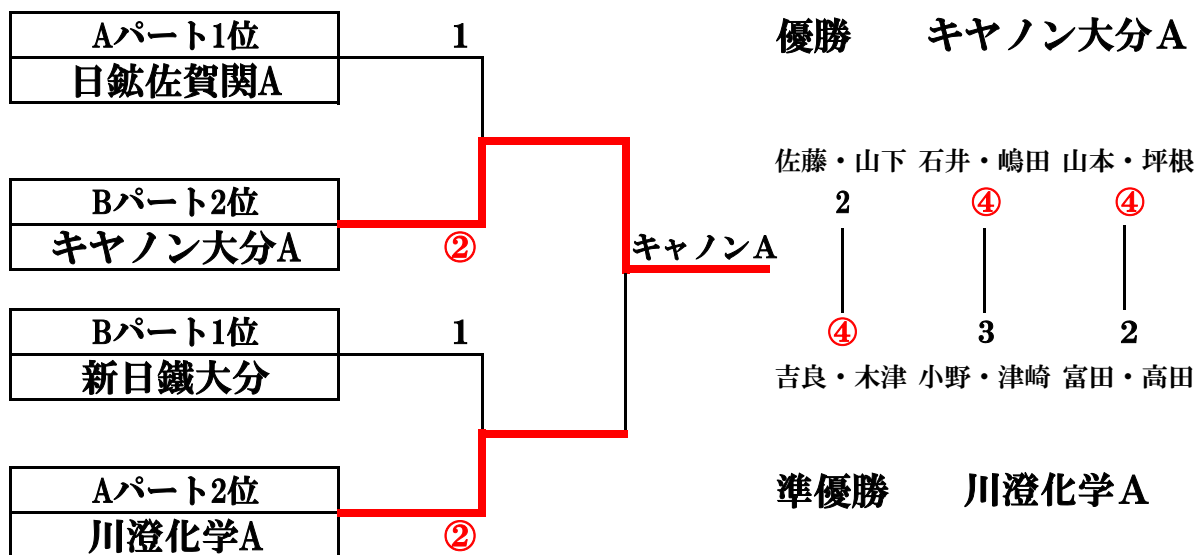 Aパート1位
1
日鉱佐賀関A
Bパート2位
キヤノン大分A
②
キャノンA
Bパート1位
1
新日鐵大分
Aパート2位
川澄化学A
②
優勝 キヤノン大分A
佐藤・山下 石井・嶋田 山本・坪根
2 ④ ④
④ 3 2
吉良・木津 小野・津崎 富田・高田
準優勝 川澄化学A